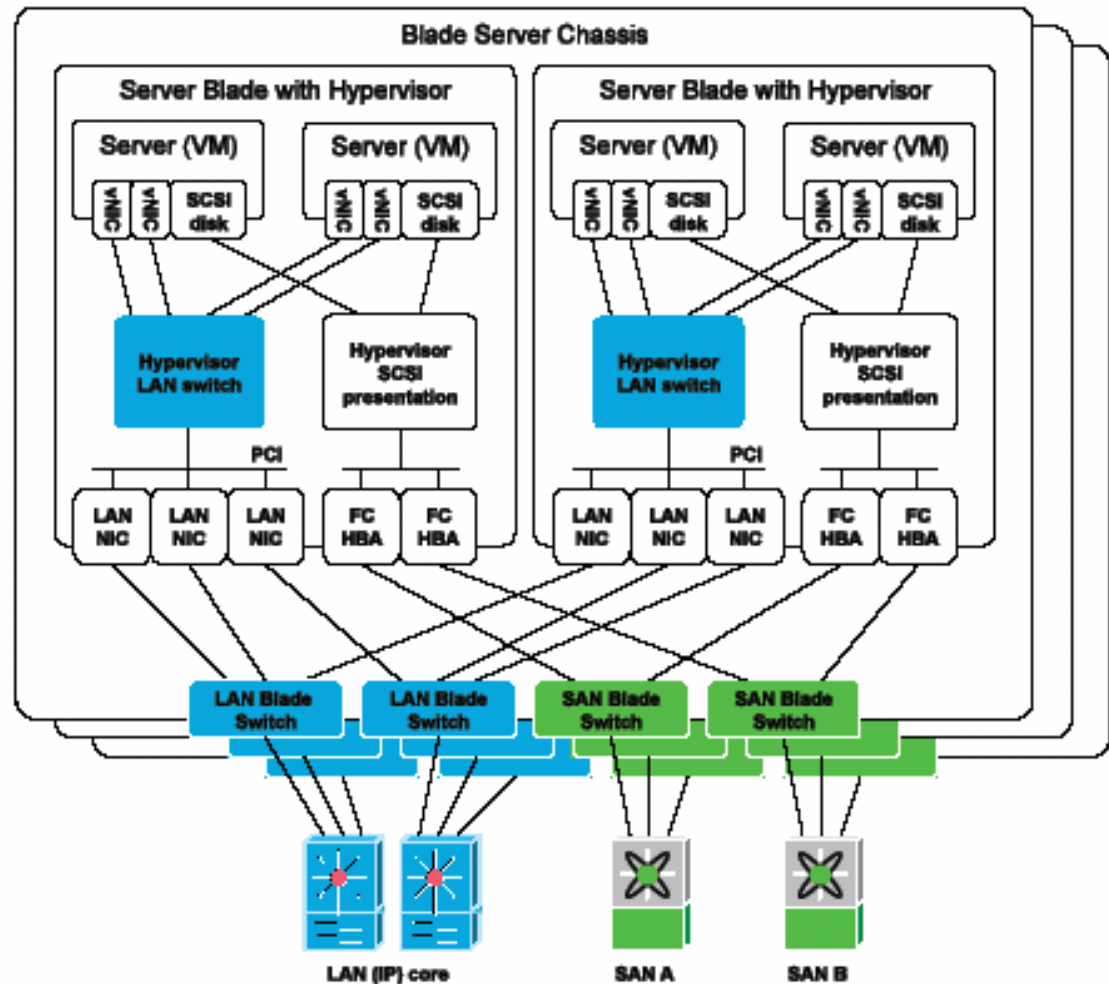 Blade Server Chassis
Server Blade with Hypervisor
Server Blade with Hypervisor
Server (VM)
Server (VM)
Server (VM)
Server (VM)
vNIC
vNIC
SCSI
disk
vNIC
vNIC
SCSI
disk
vNIC
vNIC
SCSI
disk
vNIC
vNIC
SCSI
disk
Hypervisor
LAN switch
Hypervisor
SCSI
presentation
Hypervisor
LAN switch
Hypervisor
SCSI
presentation
PCI
PCI
LAN
NIC
LAN
NIC
LAN
NIC
FC
HBA
FC
HBA
LAN
NIC
LAN
NIC
LAN
NIC
FC
HBA
FC
HBA
LAN Blade
Switch
LAN Blade
Switch
SAN Blade
Switch
SAN Blade
Switch
LAN (IP) core
SAN A
SAN B